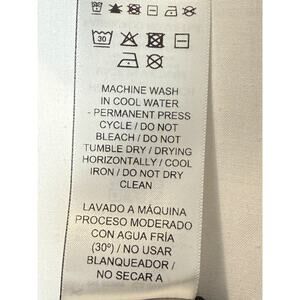 30
MACHINE WASH
IN COOL WATER
- PERMANENT PRESS
CYCLE / DO NOT
BLEACH / DO NOT
TUMBLE DRY / DRYING
HORIZONTALLY / COOL
IRON / DO NOT DRY
CLEAN
LAVADO A MÁQUINA
PROCESO MODERADO
CON AGUA FRÍA
(30º) / NO USAR
BLANQUEADOR /
NO SECAR A